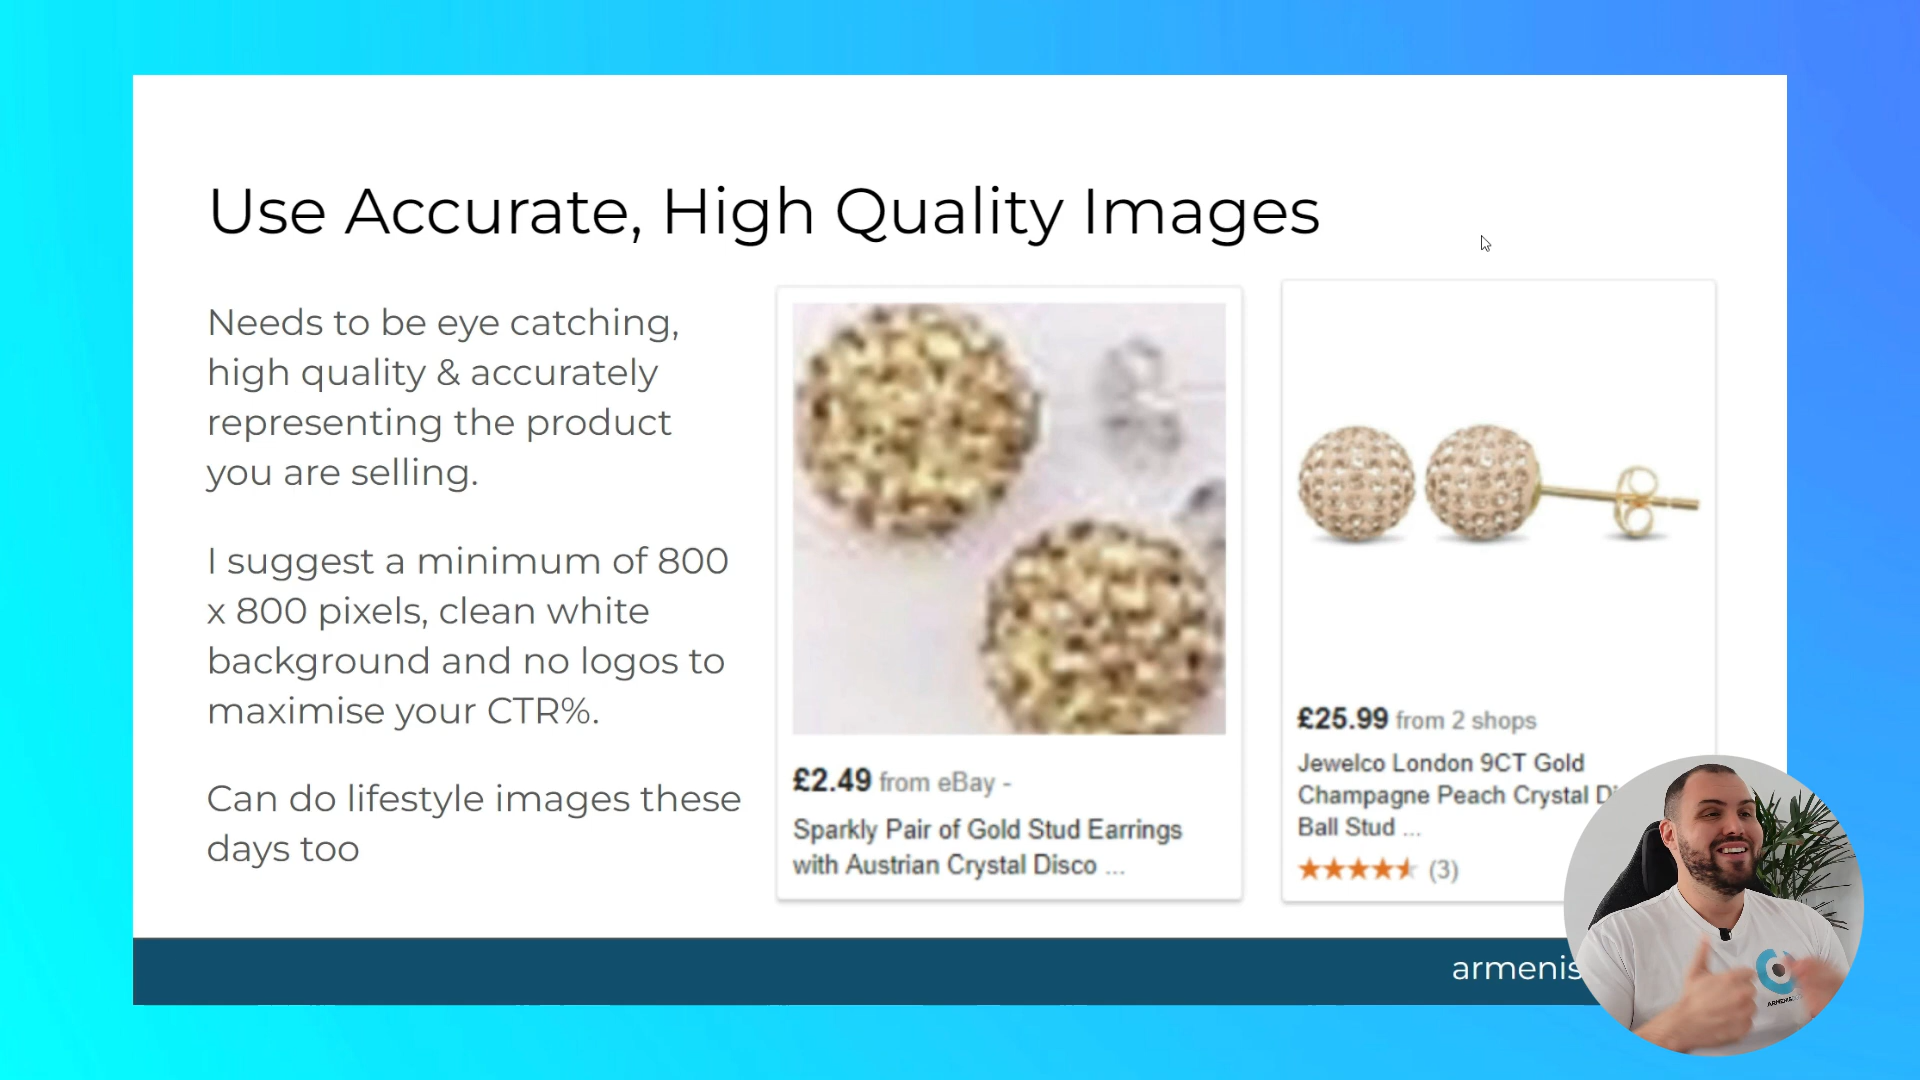 Use Accurate, High Quality Images
Needs to be eye catching,
high quality & accurately
representing the product
you are selling.
I suggest a minimum of 800
x 800 pixels, clean white
background and no logos to
maximise your CTR%.
Can do lifestyle images these
days too
£2.49 from eBay -
Sparkly Pair of Gold Stud Earrings
with Austrian Crystal Disco ...
£25.99 from 2 shops
Jewelco London 9CT Gold
Champagne Peach Crystal Di
Ball Stud ...
(3)
armenis